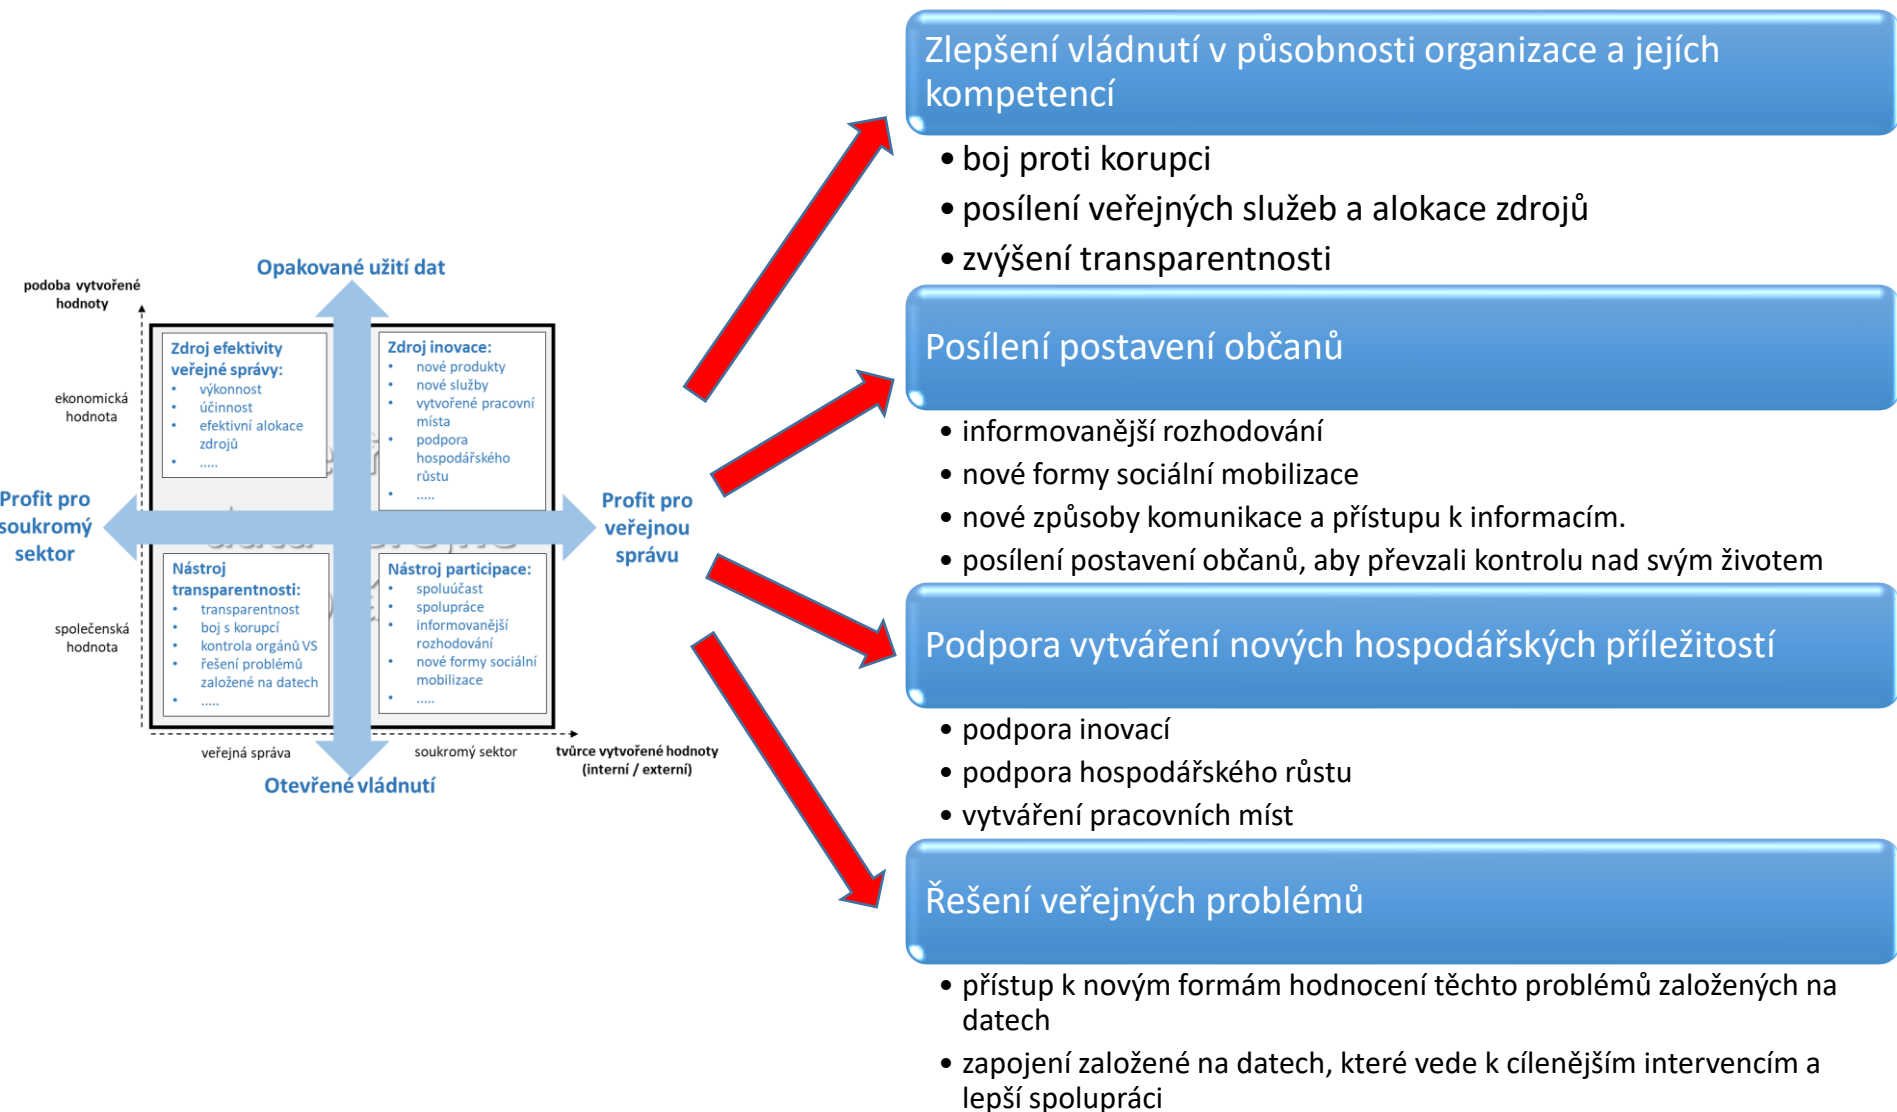 Opakované užití dat
podoba vytvořené
hodnoty
Zdroj efektivity
veřejné správy:
• výkonnost
• účinnost
• efektivní alokace
zdrojů
• .....
Zdroj inovace:
• nové produkty
• nové služby
• vytvořené pracovní
místa
• podpora
hospodářského
růstu
• .....
ekonomická
hodnota
Profit pro
soukromý
sektor
Profit pro
veřejnou
správu
Nástroj
transparentnosti:
• transparentnost
• boj s korupcí
• kontrola orgánů VS
• řešení problémů
založené na datech
• .....
Nástroj participace:
• spoluúčast
• spolupráce
• informovanější
rozhodování
• nové formy sociální
mobilizace
• .....
společenská
hodnota
veřejná správa
soukromý sektor
tvůrce vytvořené hodnoty
(interní / externí)
Otevřené vládnutí
Zlepšení vládnutí v působnosti organizace a jejích
kompetencí
• boj proti korupci
• posílení veřejných služeb a alokace zdrojů
• zvýšení transparentnosti
Posílení postavení občanů
• informovanější rozhodování
• nové formy sociální mobilizace
• nové způsoby komunikace a přístupu k informacím.
• posílení postavení občanů, aby převzali kontrolu nad svým životem
Podpora vytváření nových hospodářských příležitostí
• podpora inovací
• podpora hospodářského růstu
• vytváření pracovních míst
Řešení veřejných problémů
• přístup k novým formám hodnocení těchto problémů založených na
datech
• zapojení založené na datech, které vede k cílenějším intervencím a
lepší spolupráci